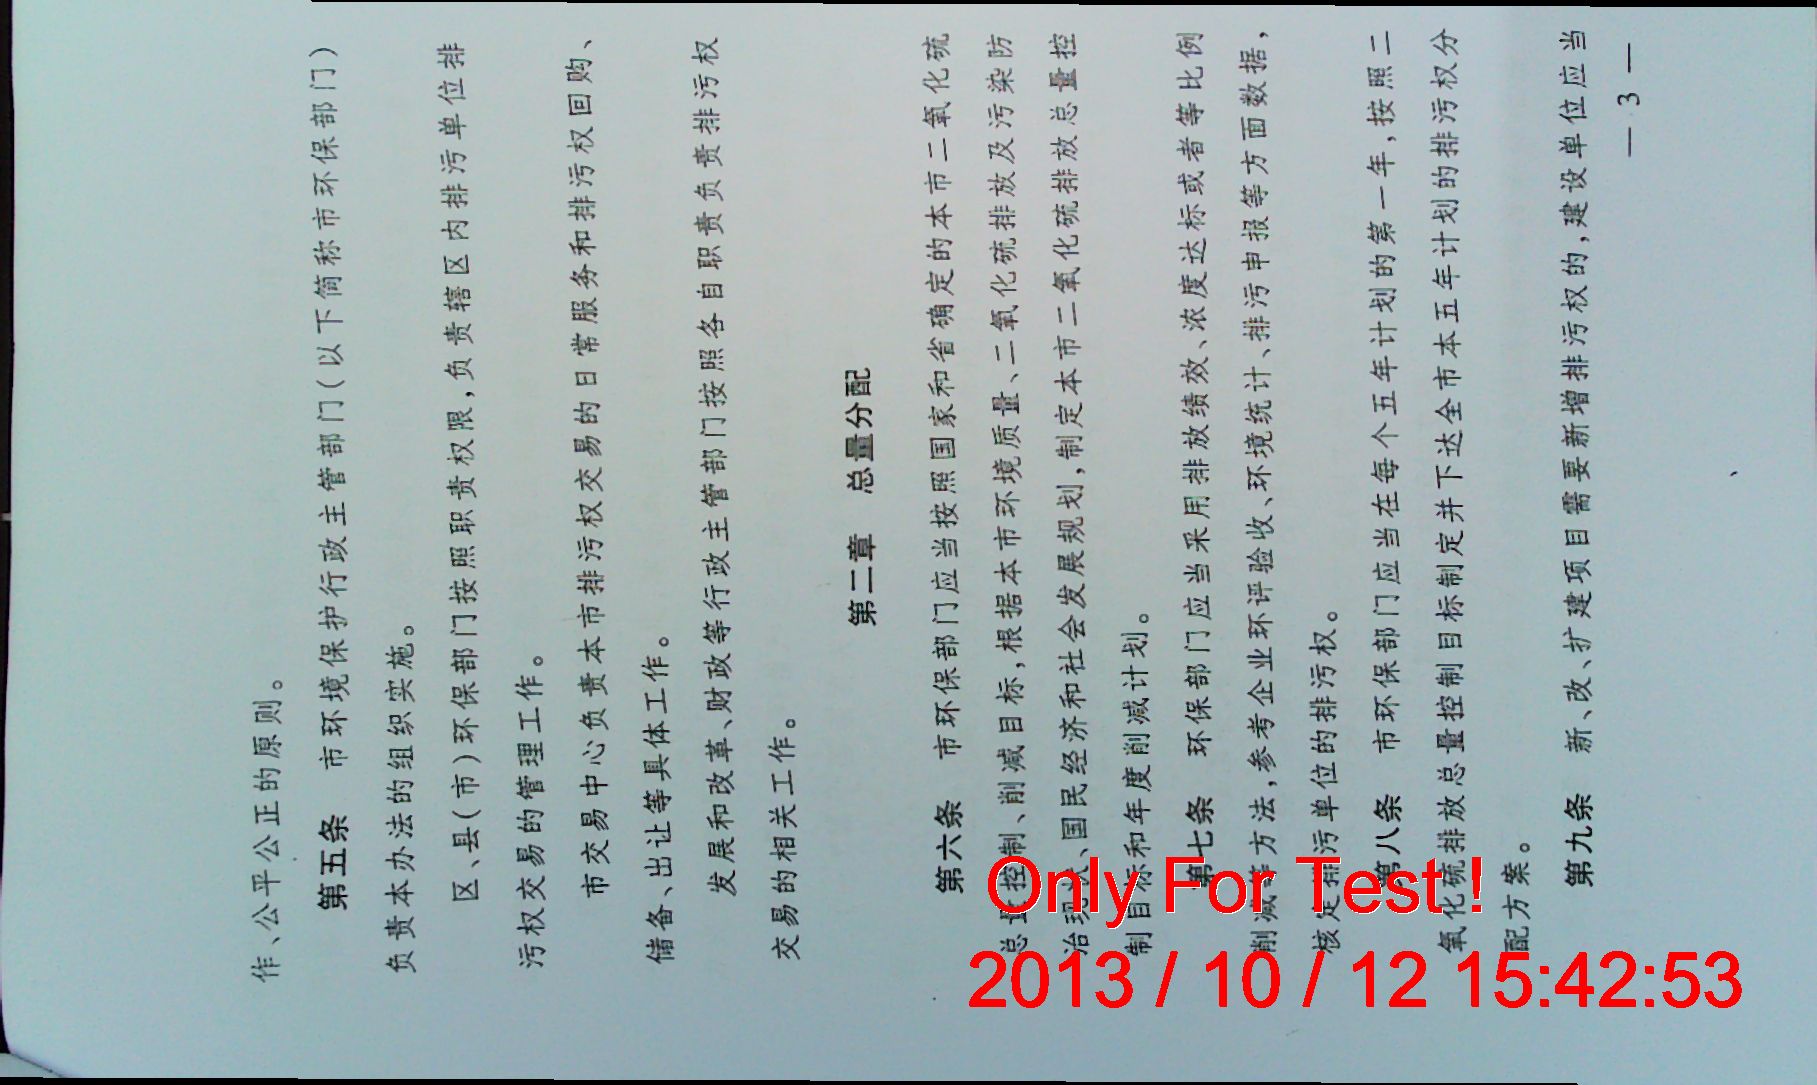 作、公平公正的原则。
第五条　市环境保护行政主管部门(以下简称市环保部门)
负责本办法的组织实施。
区、县(市)环保部门按照职责权限,负责辖区内排污单位排
污权交易的管理工作。
市交易中心负责本市排污权交易的日常服务和排污权回购、
储备、出让等具体工作。
发展和改革、财政等行政主管部门按照各自职责负责排污权
交易的相关工作。
第二章　总量分配
第六条　市环保部门应当按照国家和省确定的本市二氧化硫
总量控制、削减目标,根据本市环境质量、二氧化硫排放及污染防
治现状、国民经济和社会发展规划,制定本市二氧化硫排放总量控
制目标和年度削减计划。
第七条　环保部门应当采用排放绩效、浓度达标或者等比例
削减等方法,参考企业环评验收、环境统计、排污申报等方面数据,
核定排污单位的排污权。
第八条　市环保部门应当在每个五年计划的第一年,按照二
氧化硫排放总量控制目标制定并下达全市本五年计划的排污权分
配方案。
第九条　新、改、扩建项目需要新增排污权的,建设单位应当
— 3 —
Only For Test !
2013 / 10 / 12 15:42:53